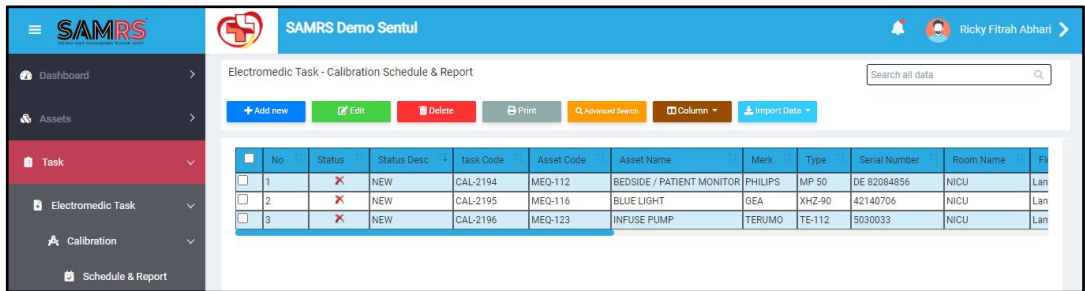 SAMRS
SAMRS Demo Sentul
Ricky Fitrah Abhari
Dashboard
Assets
Task
Electromedic Task
Calibration
Schedule & Report
Electromedic Task - Calibration Schedule & Report
Search all data
Add new Edit Delete Print Advanced Search Column Import Data
No Status Status Desc task Code Asset Code Asset Name Merk Type Serial Number Room Name
1 NEW CAL-2194 MEQ-112 BEDSIDE / PATIENT MONITOR PHILIPS MP 50 DE 82084856 NICU Lan
2 NEW CAL-2195 MEQ-116 BLUE LIGHT GEA XHZ-90 42140706 NICU Lan
3 NEW CAL-2196 MEQ-123 INFUSE PUMP TERUMO TE-112 5030033 NICU Lan